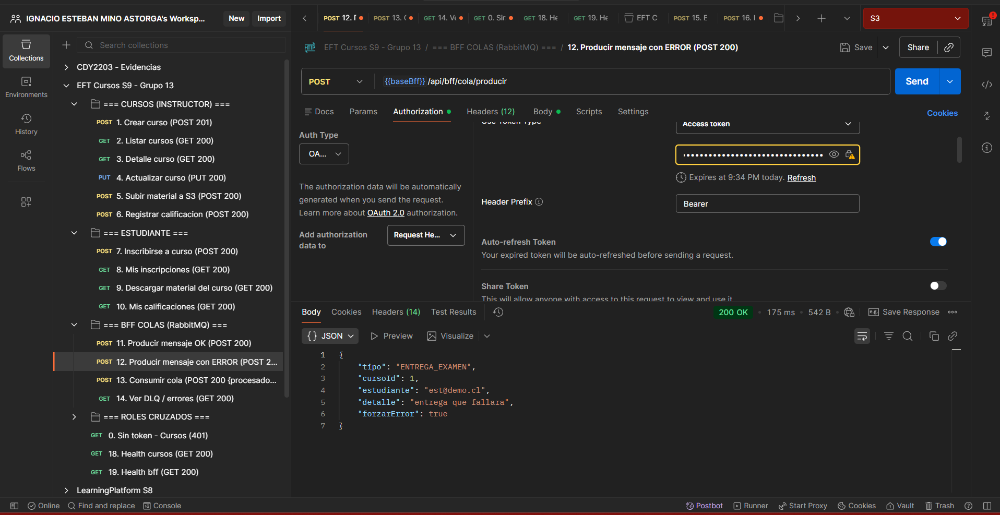 IGNACIO ESTEBAN MINO ASTORGA's Worksp...
New
Import
POST 12.
POST 13.
GET 14. V
GET 0. Sir
GET 18. He
GET 19. He
EFT C
POST 15. E
POST 16.
S3
Collections
Environments
History
Flows
Search collections
CDY2203 - Evidencias
EFT Cursos S9 - Grupo 13
=== CURSOS (INSTRUCTOR) ===
POST 1. Crear curso (POST 201)
GET 2. Listar cursos (GET 200)
GET 3. Detalle curso (GET 200)
PUT 4. Actualizar curso (PUT 200)
POST 5. Subir material a S3 (POST 200)
POST 6. Registrar calificacion (POST 200)
=== ESTUDIANTE ===
POST 7. Inscribirse a curso (POST 200)
GET 8. Mis inscripciones (GET 200)
GET 9. Descargar material del curso (GET 200)
GET 10. Mis calificaciones (GET 200)
=== BFF COLAS (RabbitMQ) ===
POST 11. Producir mensaje OK (POST 200)
POST 12. Producir mensaje con ERROR (POST 2...
POST 13. Consumir cola (POST 200 {procesado...
GET 14. Ver DLQ / errores (GET 200)
=== ROLES CRUZADOS ===
GET 0. Sin token - Cursos (401)
GET 18. Health cursos (GET 200)
GET 19. Health bff (GET 200)
LearningPlatform S8
HTTP EFT Cursos S9 - Grupo 13 / === BFF COLAS (RabbitMQ) === / 12. Producir mensaje con ERROR (POST 200)
Save
Share
POST {{baseBff}} /api/bff/cola/producir
Send
Docs Params Authorization Headers (12) Body Scripts Settings
Cookies
Auth Type
OA...
The authorization data will be automatically
generated when you send the request.
Learn more about OAuth 2.0 authorization.
Add authorization
data to
Request He...
Use Token Type
Access token
Expires at 9:34 PM today. Refresh
Header Prefix
Bearer
Auto-refresh Token
Your expired token will be auto-refreshed before sending a request.
Share Token
This will allow anyone with access to this request to view and use it.
Body Cookies Headers (14) Test Results
200 OK • 175 ms • 542 B
e.g. Save Response
{} JSON Preview Visualize
1 {
2 "tipo": "ENTREGA_EXAMEN",
3 "cursoId": 1,
4 "estudiante": "est@demo.cl",
5 "detalle": "entrega que fallara",
6 "forzarError": true
7 }
Online Find and replace Console
Postbot Runner Start Proxy Cookies Vault Trash